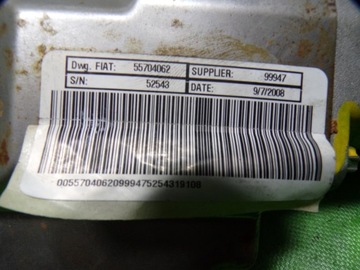 Dwg. FIAT: 55704062 SUPPLIER: 99947
S/N: 52543 DATE: 9/7/2008
00557040620999475254319108